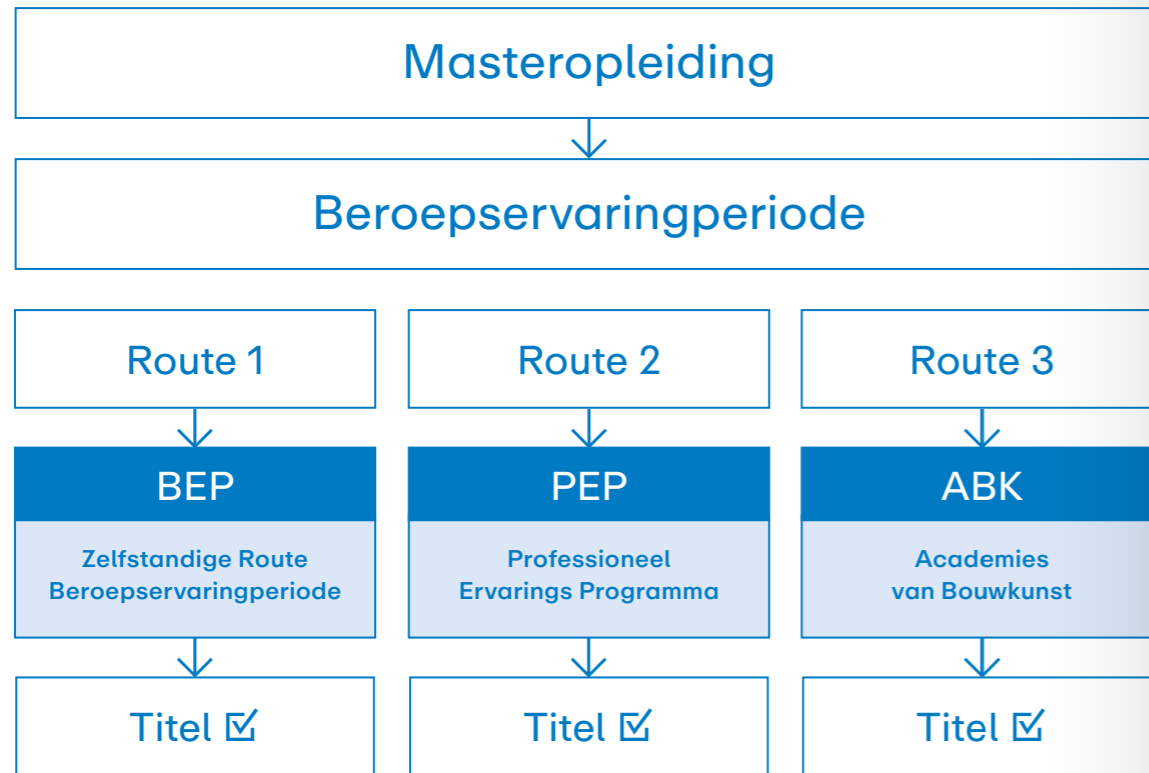 Masteropleiding
Beroepservaringperiode
Route 1
Route 2
Route 3
BEP
PEP
ABK
Zelfstandige Route
Beroepservaringperiode
Professioneel
Ervarings Programma
Academies
van Bouwkunst
Titel ☑
Titel ☑
Titel ☑